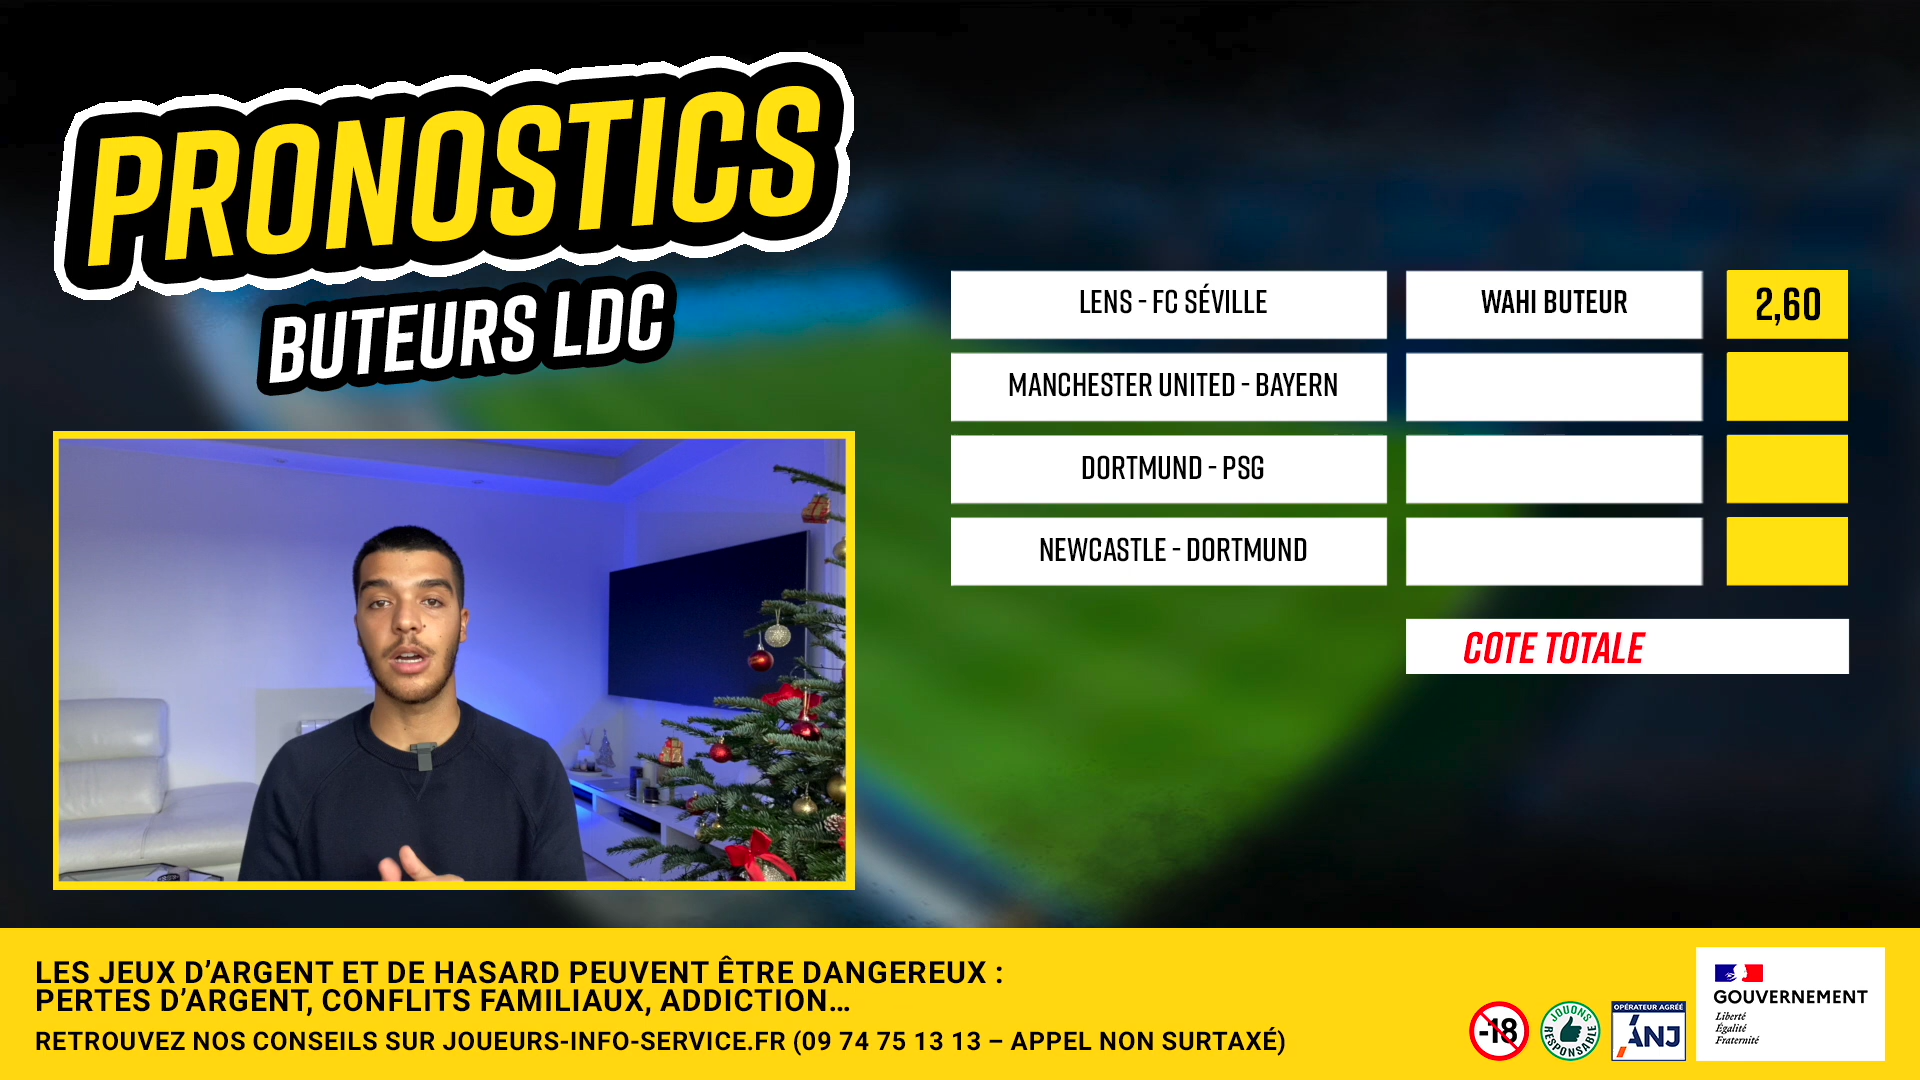 PRONOSTICS
BUTEURS LDC
LENS - FC SÉVILLE
WAHI BUTEUR
2,60
MANCHESTER UNITED - BAYERN
DORTMUND - PSG
NEWCASTLE - DORTMUND
COTE TOTALE
LES JEUX D’ARGENT ET DE HASARD PEUVENT ÊTRE DANGEREUX :
PERTES D’ARGENT, CONFLITS FAMILIAUX, ADDICTION…
RETROUVEZ NOS CONSEILS SUR JOUEURS-INFO-SERVICE.FR (09 74 75 13 13 – APPEL NON SURTAXÉ)
-18
JOUONS
RESPONSABLE
OPÉRATEUR AGRÉÉ
ANJ
GOUVERNEMENT
Liberté
Égalité
Fraternité